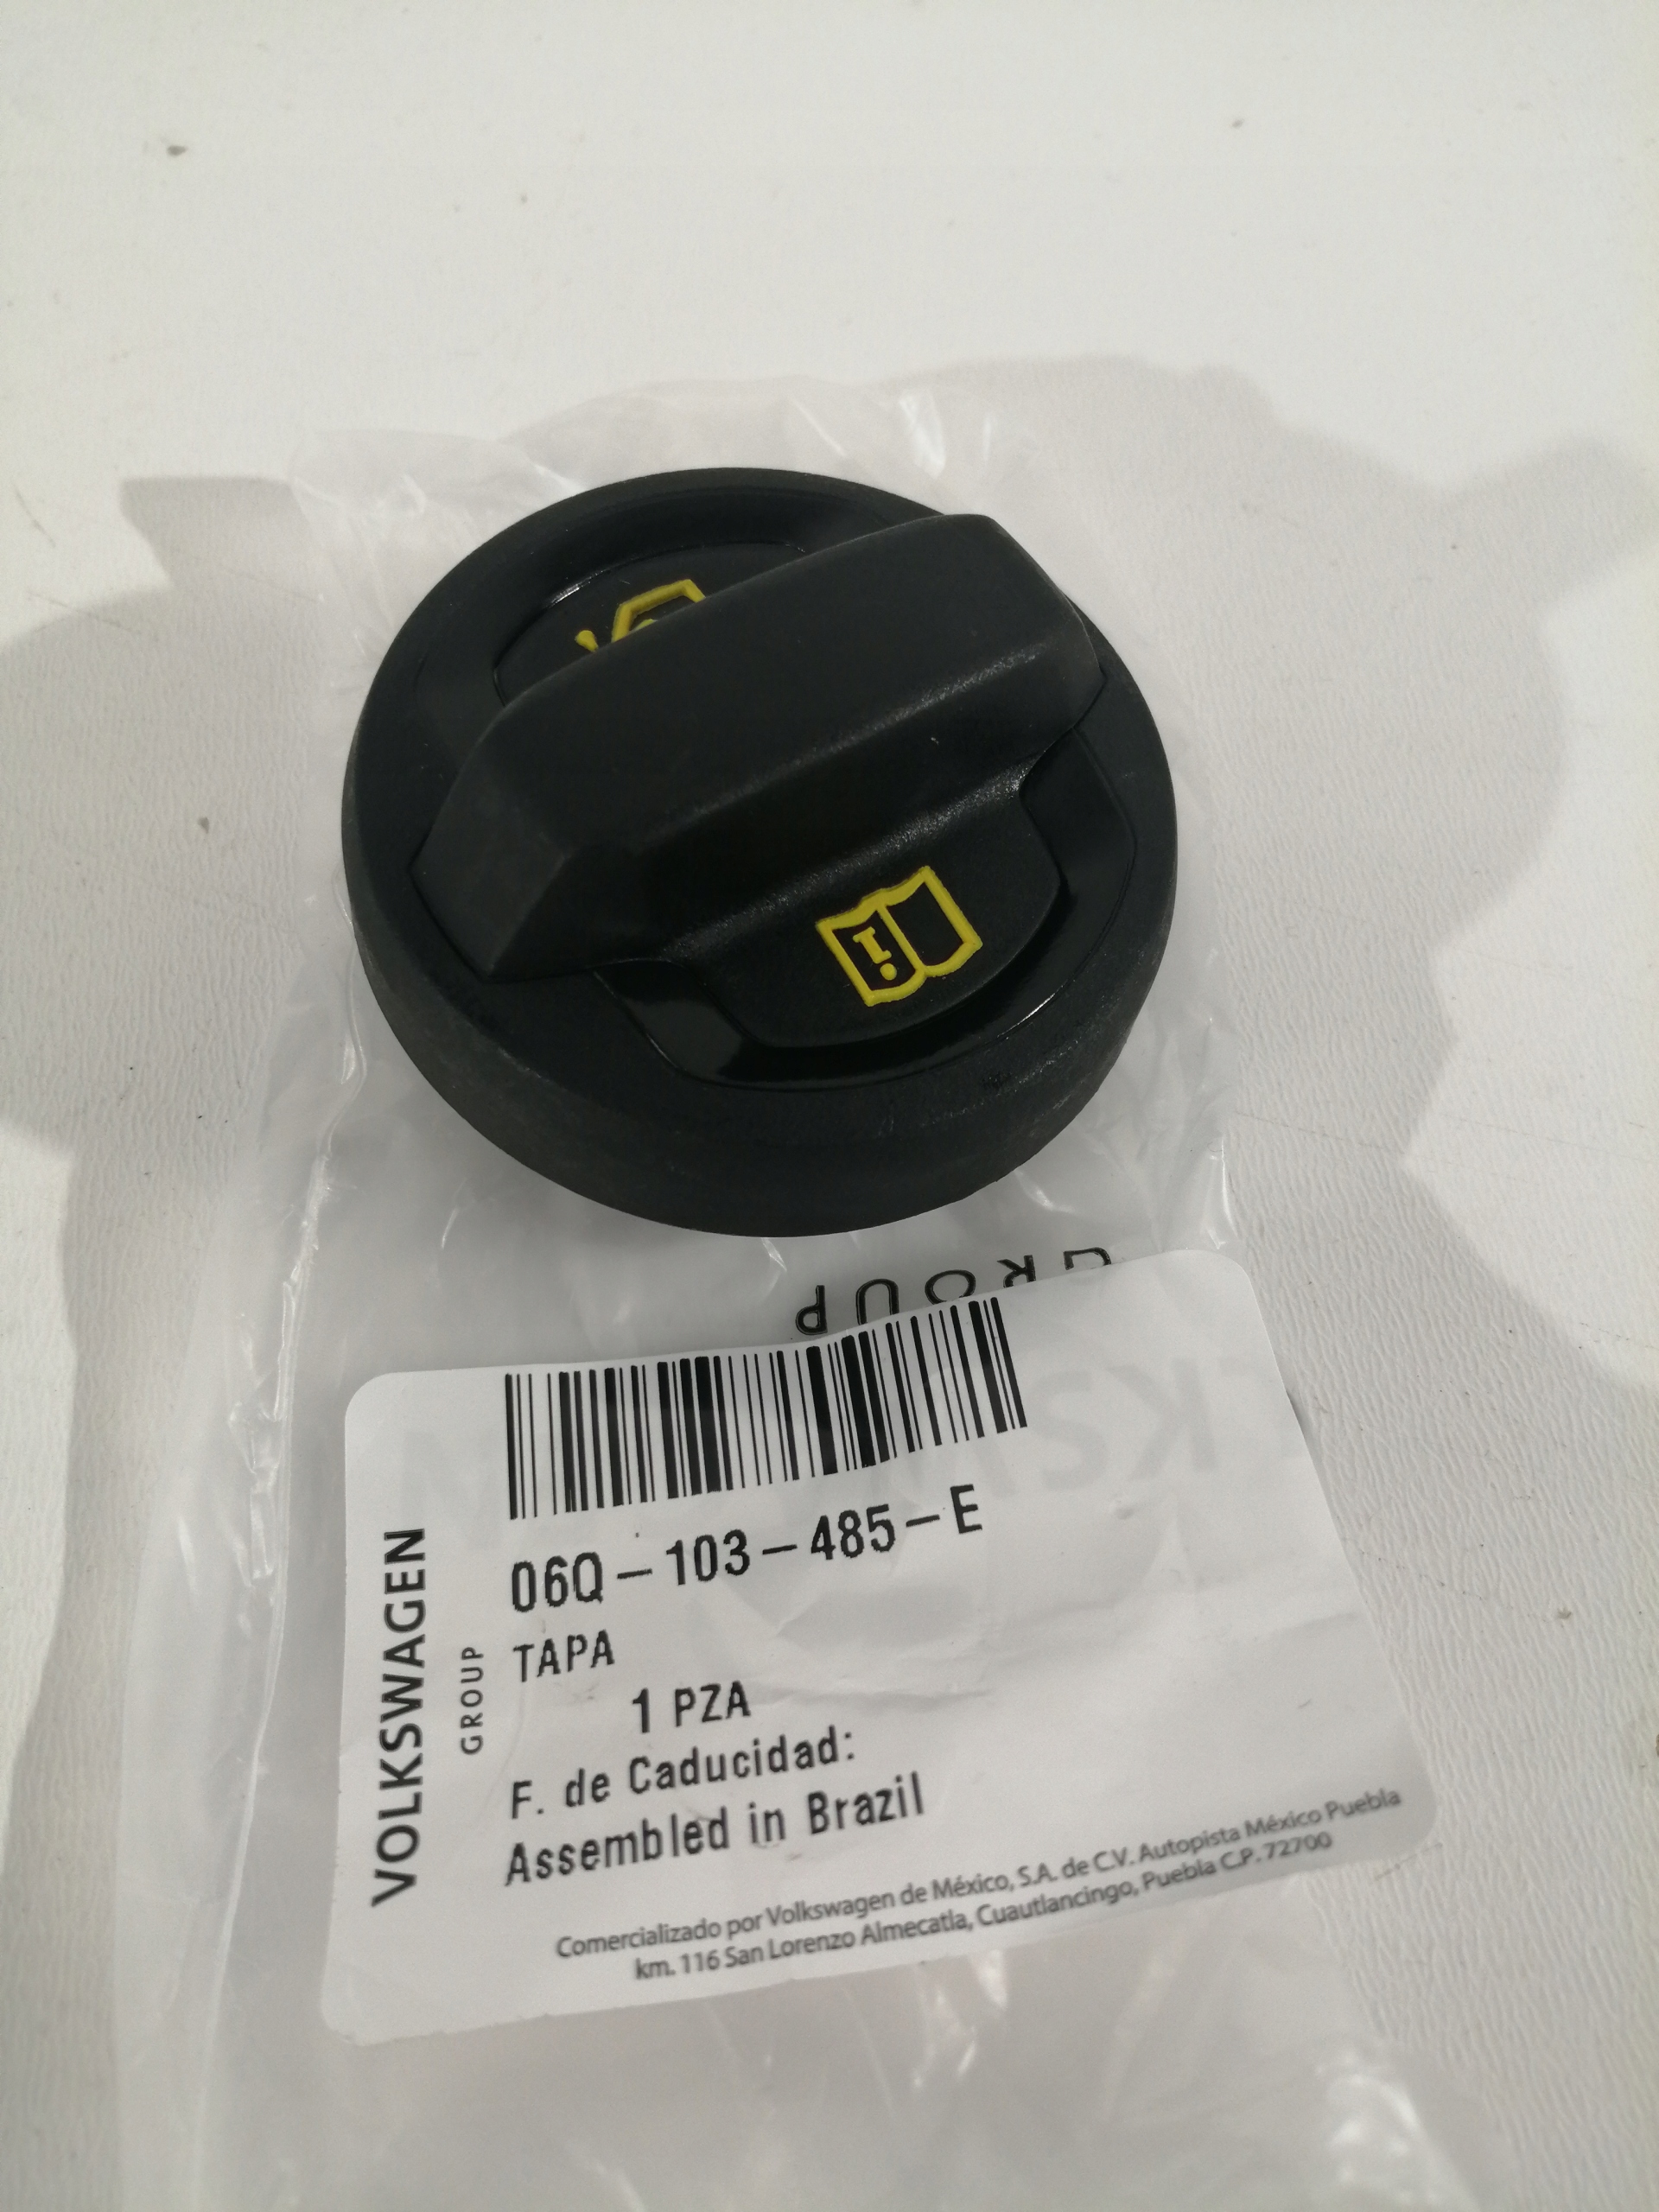 GROUP
VOLKSWAGEN
GROUP
06Q-103-485-E
TAPA
1 PZA
F. de Caducidad:
Assembled in Brazil
Comercializado por Volkswagen de México, S.A. de C.V. Autopista México Puebla
km. 116 San Lorenzo Almecatla, Cuautlancingo, Puebla C.P. 72700